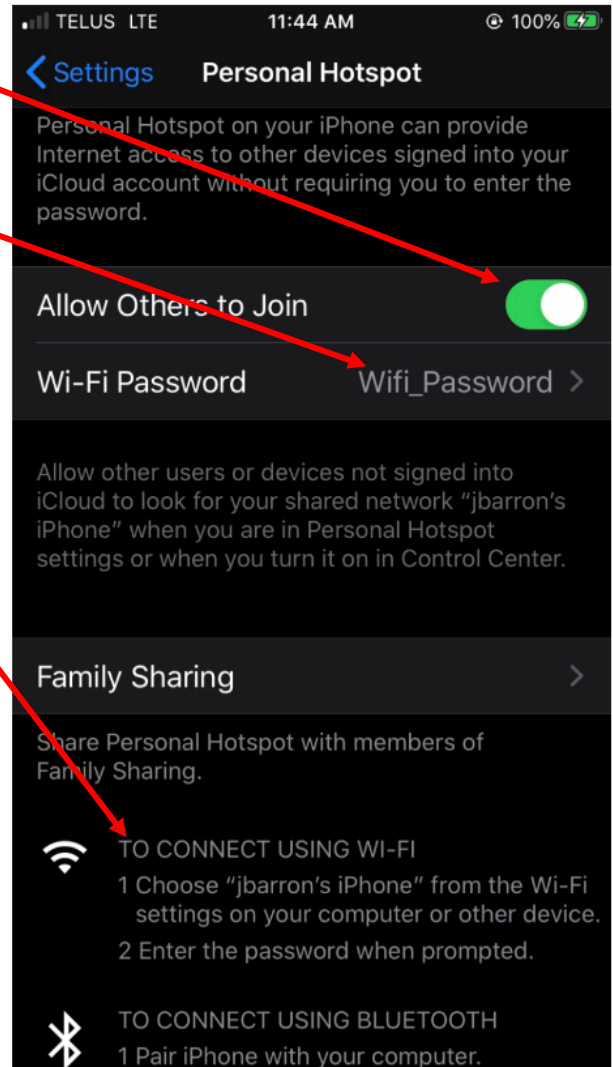 TELUS LTE 11:44 AM 100%
Settings Personal Hotspot
Personal Hotspot on your iPhone can provide
Internet access to other devices signed into your
iCloud account without requiring you to enter the
password.
Allow Others to Join
Wi-Fi Password Wifi_Password >
Allow other users or devices not signed into
iCloud to look for your shared network “jbarron’s
iPhone” when you are in Personal Hotspot
settings or when you turn it on in Control Center.
Family Sharing >
Share Personal Hotspot with members of
Family Sharing.
TO CONNECT USING WI-FI
1 Choose “jbarron’s iPhone” from the Wi-Fi
settings on your computer or other device.
2 Enter the password when prompted.
TO CONNECT USING BLUETOOTH
1 Pair iPhone with your computer.